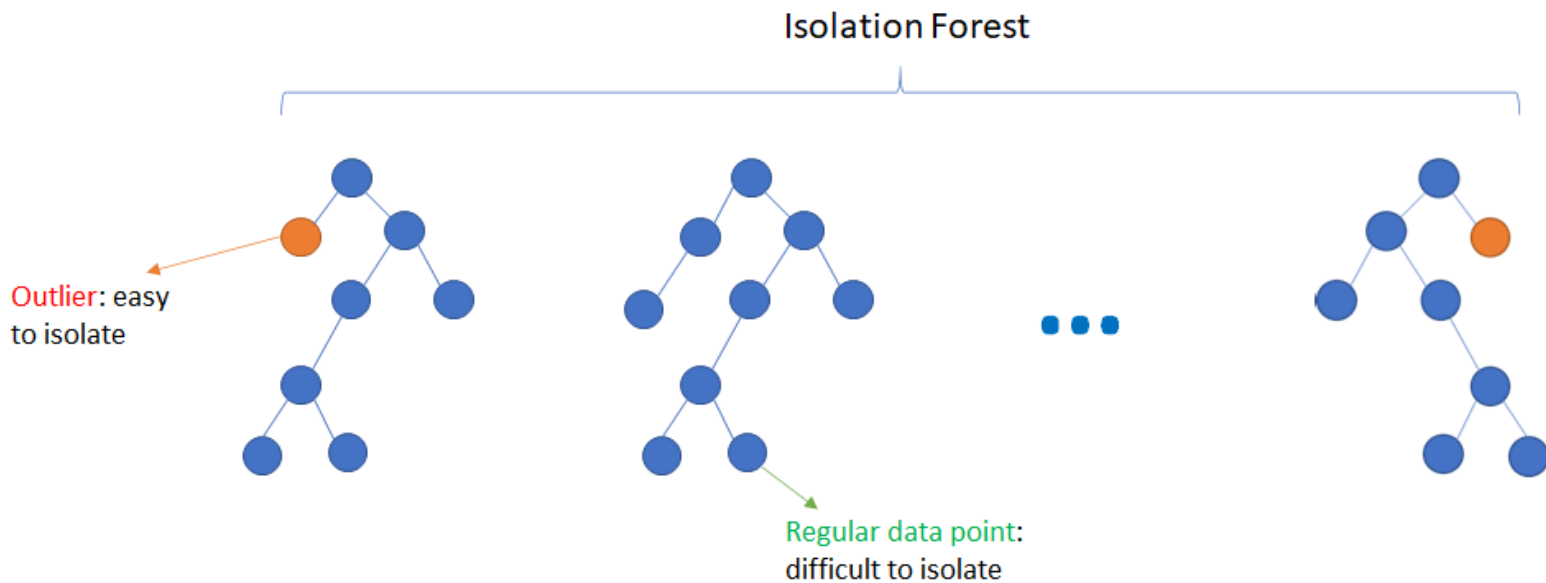 Isolation Forest
Outlier: easy
to isolate
Regular data point:
difficult to isolate